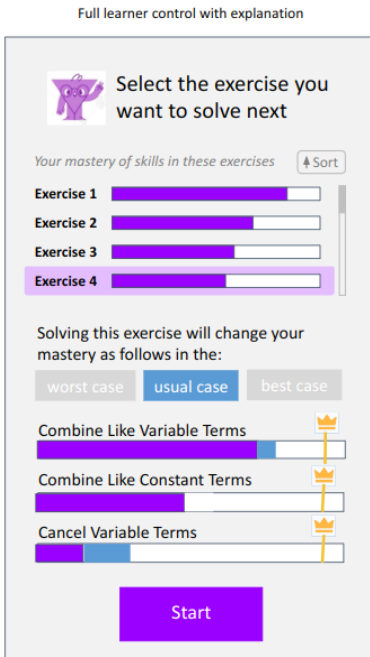 Full learner control with explanation
Select the exercise you
want to solve next
Your mastery of skills in these exercises
Sort
Exercise 1
Exercise 2
Exercise 3
Exercise 4
Solving this exercise will change your
mastery as follows in the:
worst case
usual case
best case
Combine Like Variable Terms
Combine Like Constant Terms
Cancel Variable Terms
Start